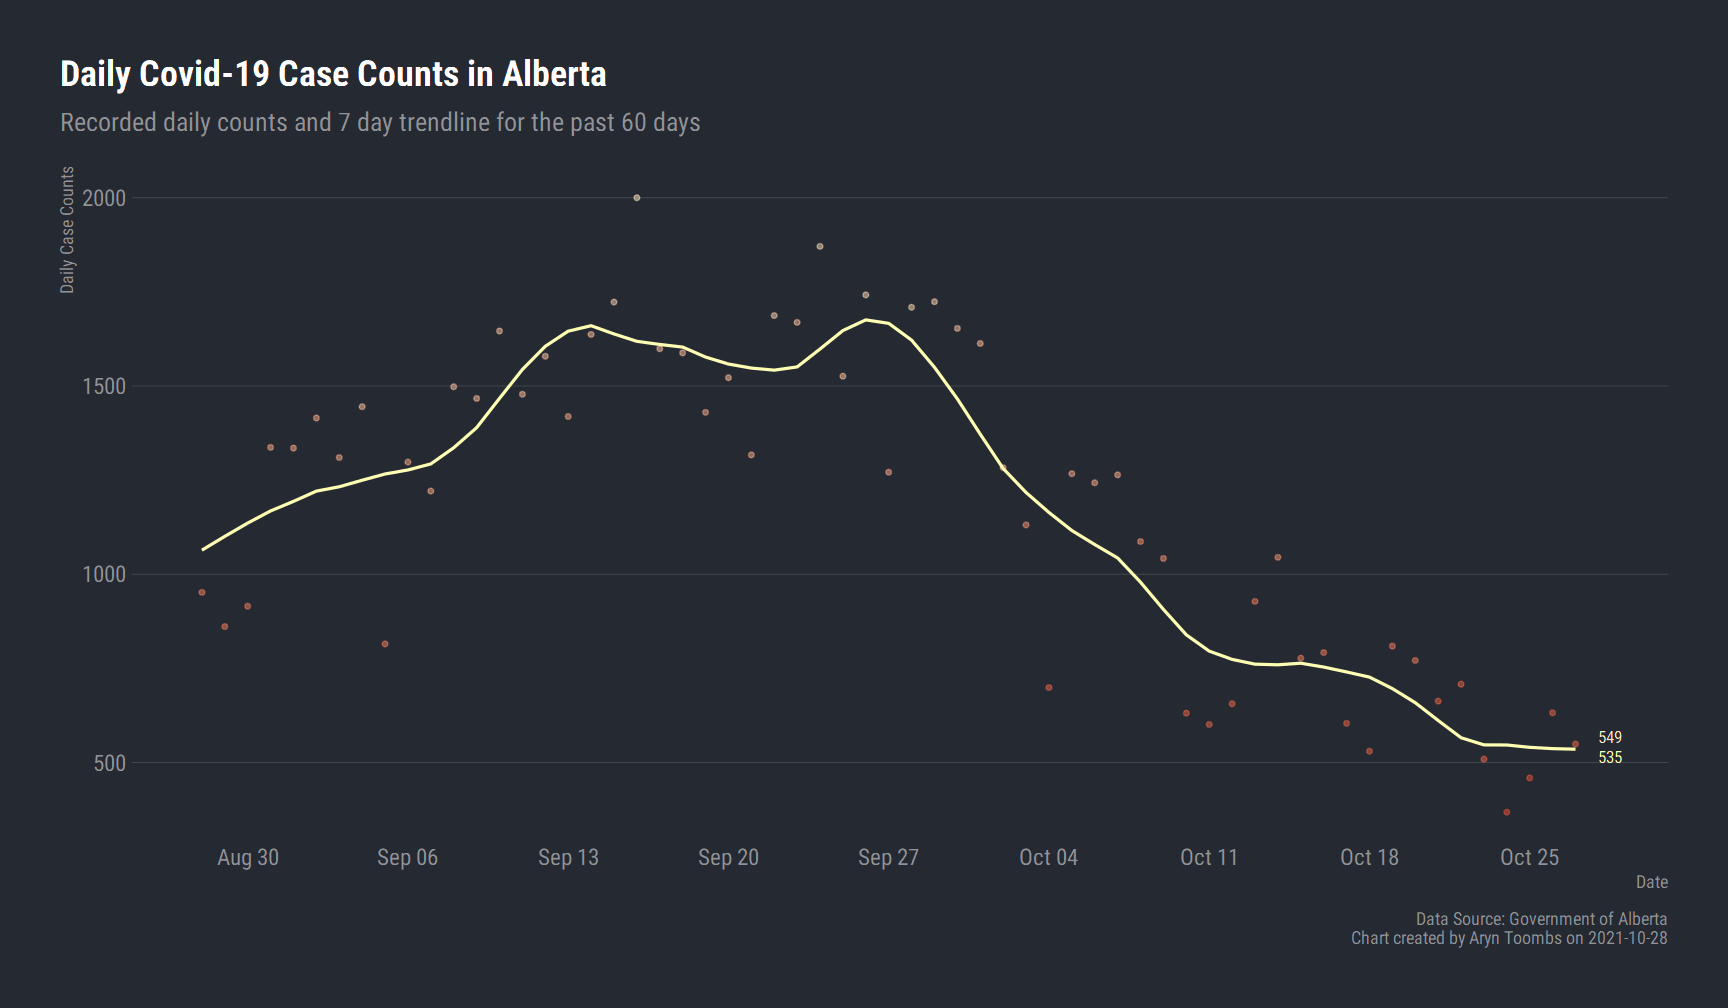 Daily Covid-19 Case Counts in Alberta
Recorded daily counts and 7 day trendline for the past 60 days
Daily Case Counts
2000
1500
1000
500
549
535
Aug 30
Sep 06
Sep 13
Sep 20
Sep 27
Oct 04
Oct 11
Oct 18
Oct 25
Date
Data Source: Government of Alberta
Chart created by Aryn Toombs on 2021-10-28